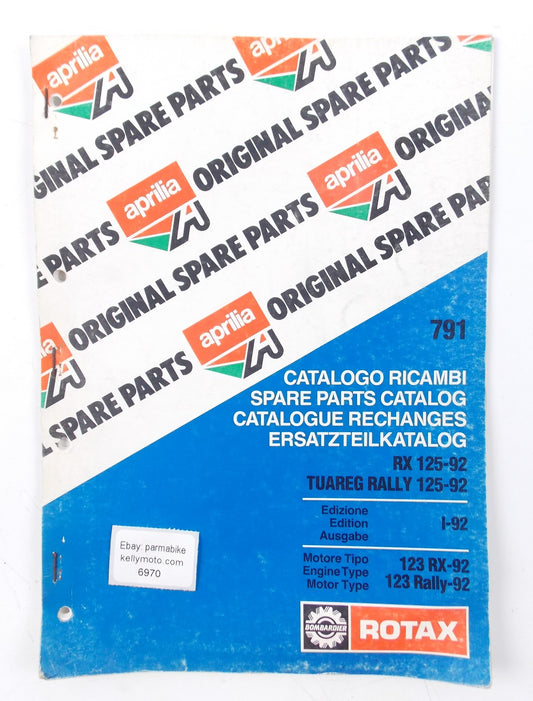 aprilia
aprilia
ORIGINAL SPARE PARTS
ORIGINAL SPARE PARTS
aprilia
aprilia
ORIGINAL SPARE PARTS
ORIGINAL SPARE PARTS
aprilia
aprilia
ORIGINAL SPARE PARTS
SPARE PARTS
791
CATALOGO RICAMBI
SPARE PARTS CATALOG
CATALOGUE RECHANGES
ERSATZTEILKATALOG
RX 125-92
TUAREG RALLY 125-92
Edizione
Edition
Ausgabe
I-92
Motore Tipo
Engine Type
Motor Type
123 RX-92
123 Rally-92
Ebay: parmabike
kellymoto.com
6970
BOMBARDIER
ROTAX